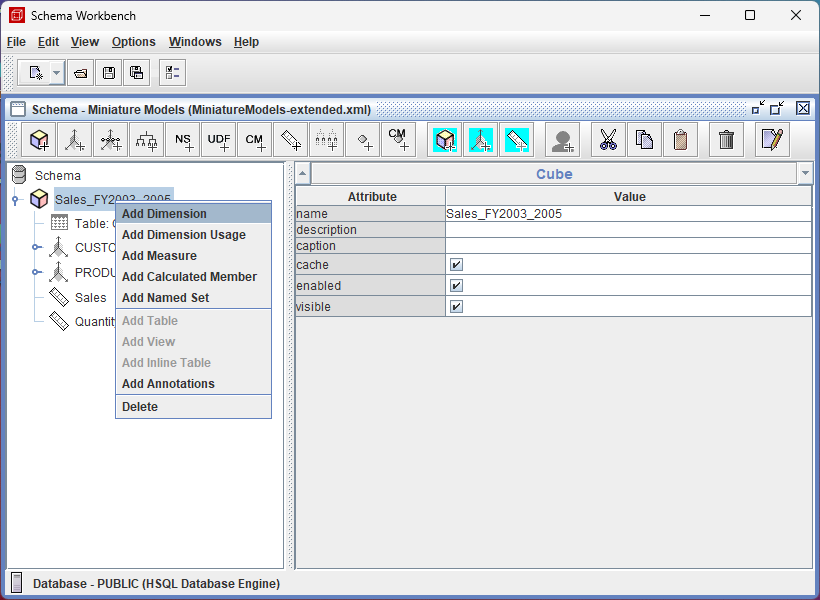 Schema Workbench
File Edit View Options Windows Help
Schema - Miniature Models (MiniatureModels-extended.xml)
NS UDF CM CM
Schema
Sales_FY2003_2005
Table:
CUSTO
PRODU
Sales
Quantit
Add Dimension
Add Dimension Usage
Add Measure
Add Calculated Member
Add Named Set
Add Table
Add View
Add Inline Table
Add Annotations
Delete
Cube
Attribute Value
name Sales_FY2003_2005
description
caption
cache
enabled
visible
Database - PUBLIC (HSQL Database Engine)